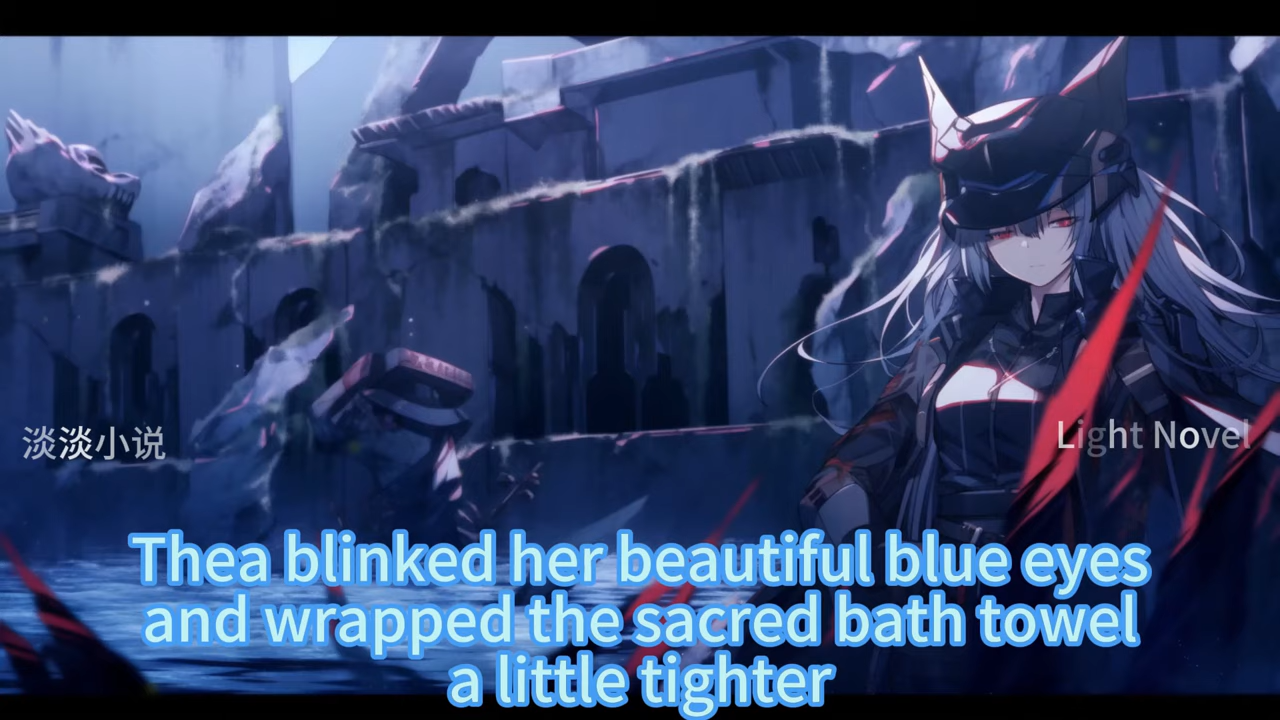 淡淡小说
Light Novel
Thea blinked her beautiful blue eyes
and wrapped the sacred bath towel
a little tighter